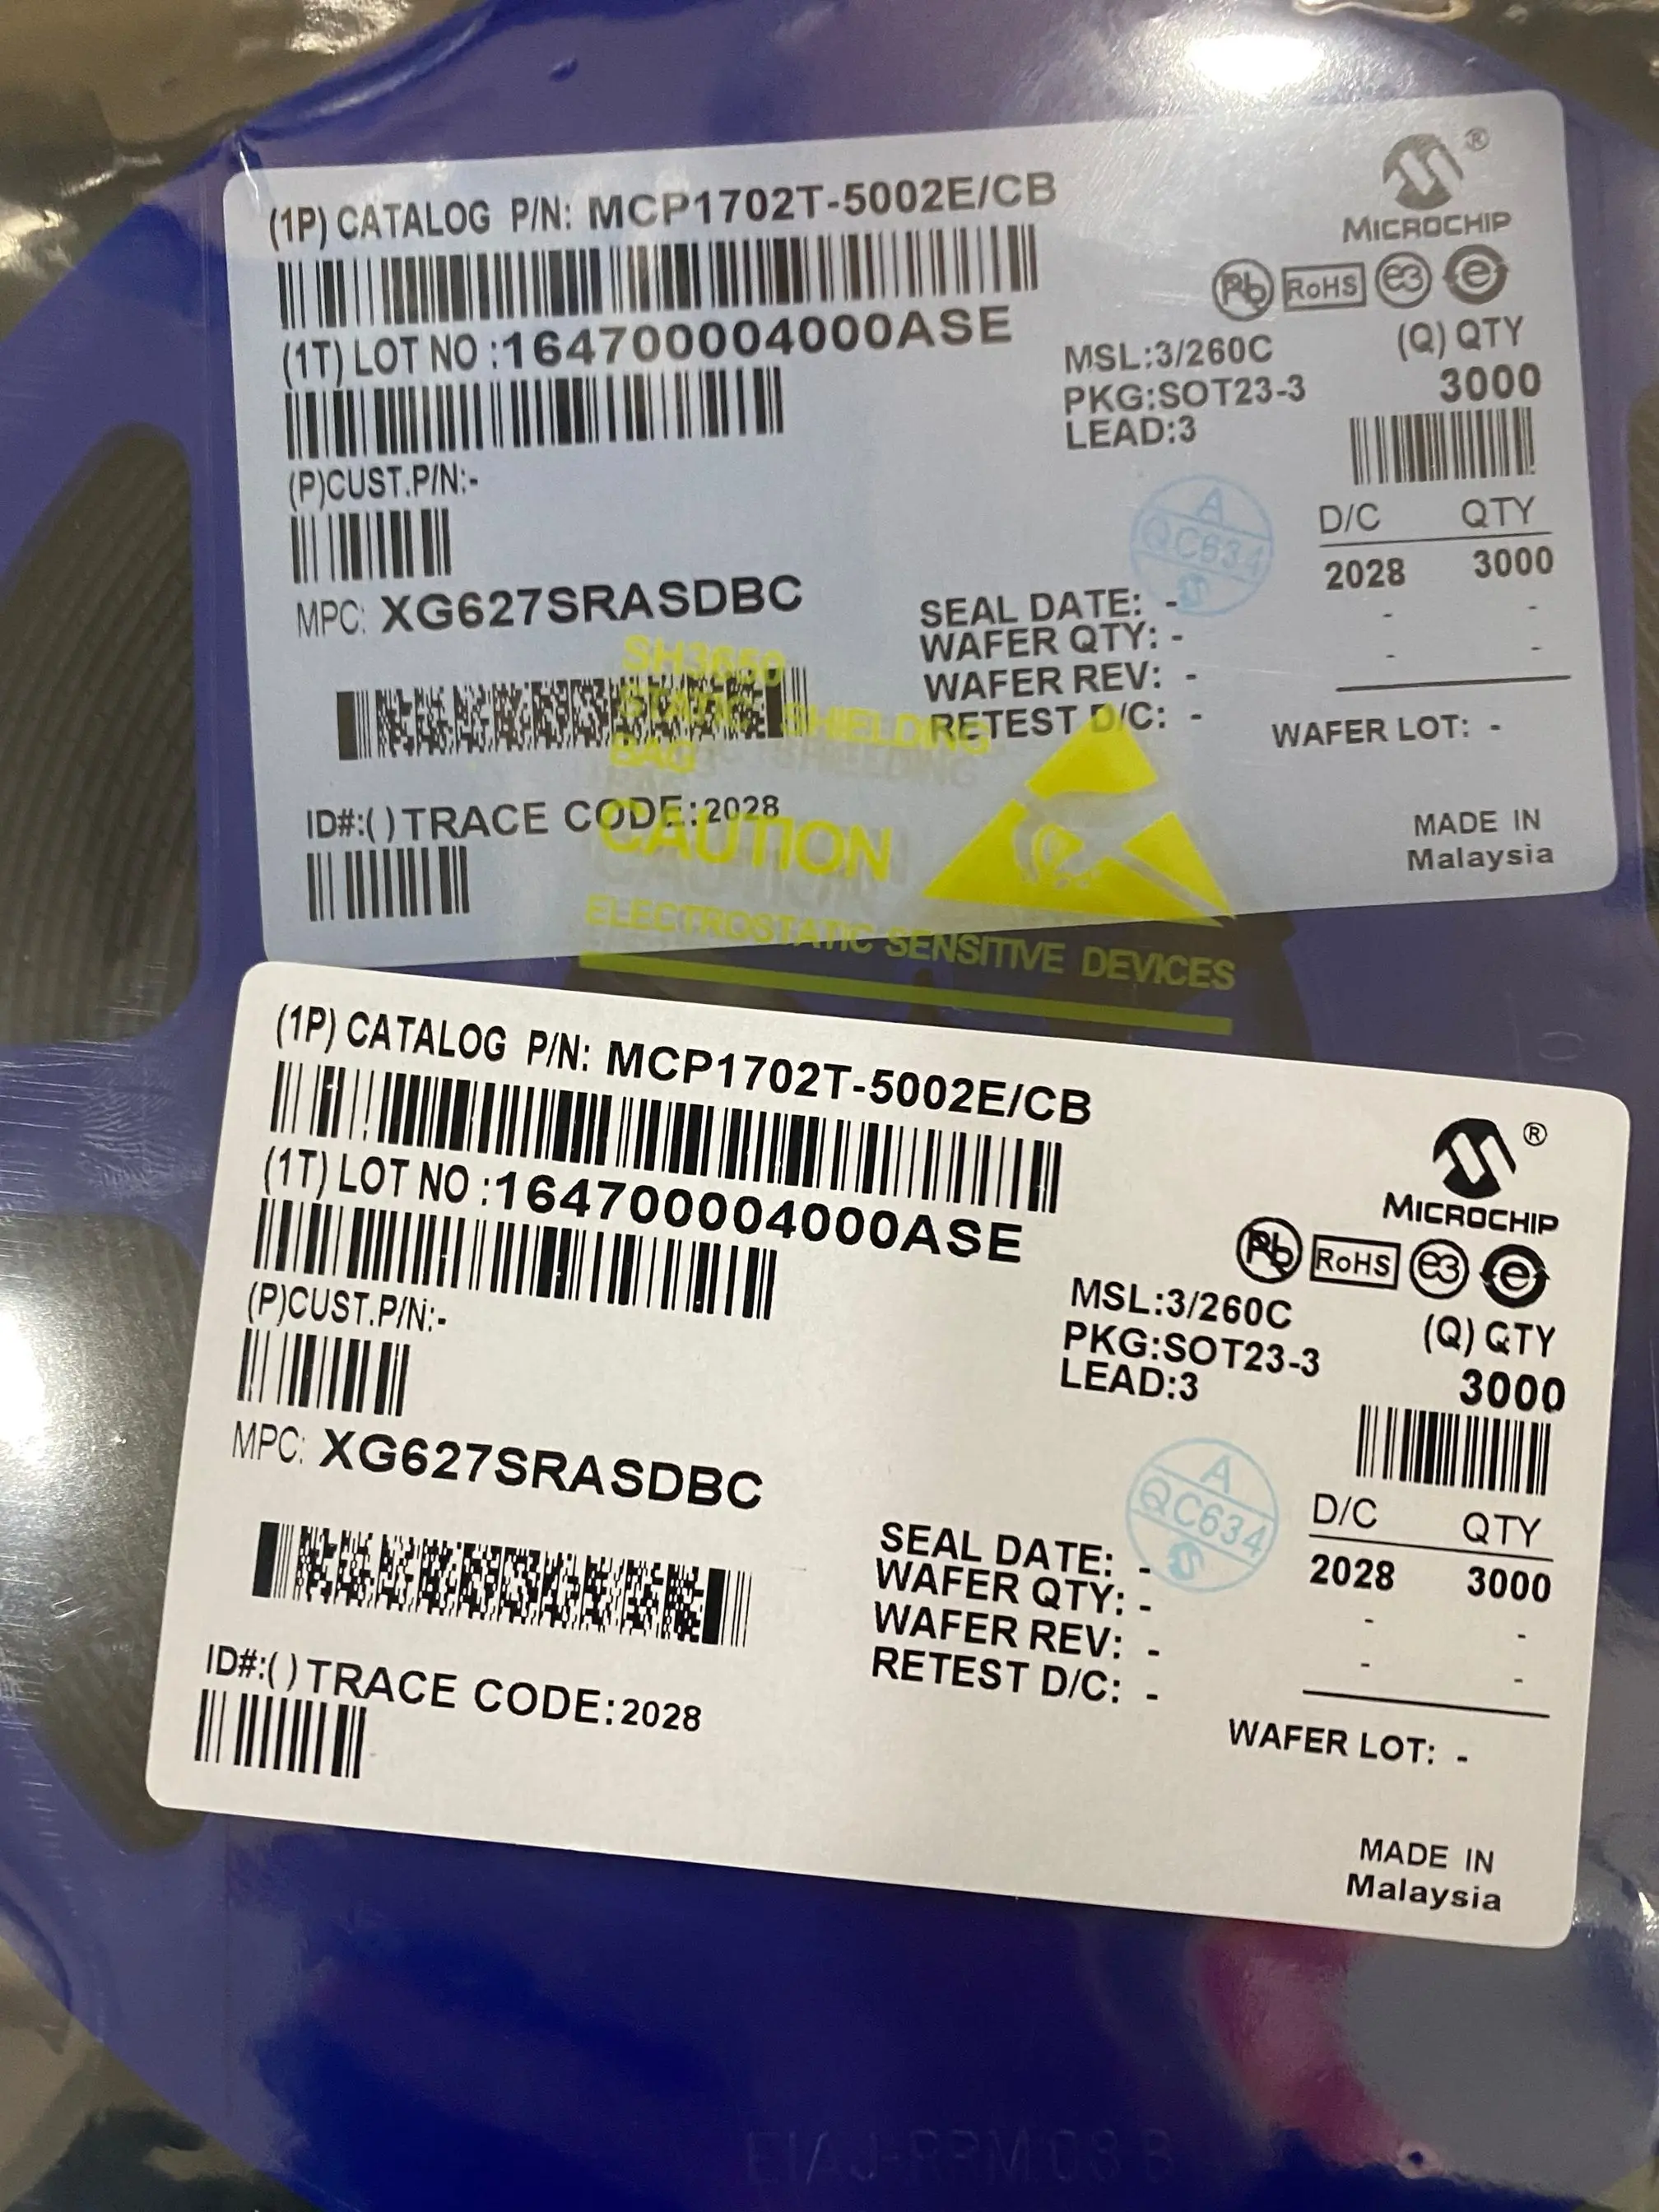 (1P) CATALOG P/N: MCP1702T-5002E/CB
®
MICROCHIP
Pb RoHS e3 e
(1T) LOT NO :164700004000ASE
MSL:3/260C
PKG:SOT23-3
LEAD:3
(Q) QTY
3000
(P)CUST.P/N:-
A
QC634
D/C QTY
2028 3000
- -
- -
MPC: XG627SRASDBC
SEAL DATE: -
WAFER QTY: -
WAFER REV: -
RETEST D/C: -
WAFER LOT: -
SH3650
STATIC SHIELDING
BAG
ID#:( ) TRACE CODE:2028
CAUTION
MADE IN
Malaysia
ELECTROSTATIC SENSITIVE DEVICES
(1P) CATALOG P/N: MCP1702T-5002E/CB
®
MICROCHIP
Pb RoHS e3 e
(1T) LOT NO :164700004000ASE
MSL:3/260C
PKG:SOT23-3
LEAD:3
(Q) QTY
3000
(P)CUST.P/N:-
A
QC634
D/C QTY
2028 3000
- -
- -
MPC: XG627SRASDBC
SEAL DATE: -
WAFER QTY: -
WAFER REV: -
RETEST D/C: -
WAFER LOT: -
ID#:( ) TRACE CODE:2028
MADE IN
Malaysia